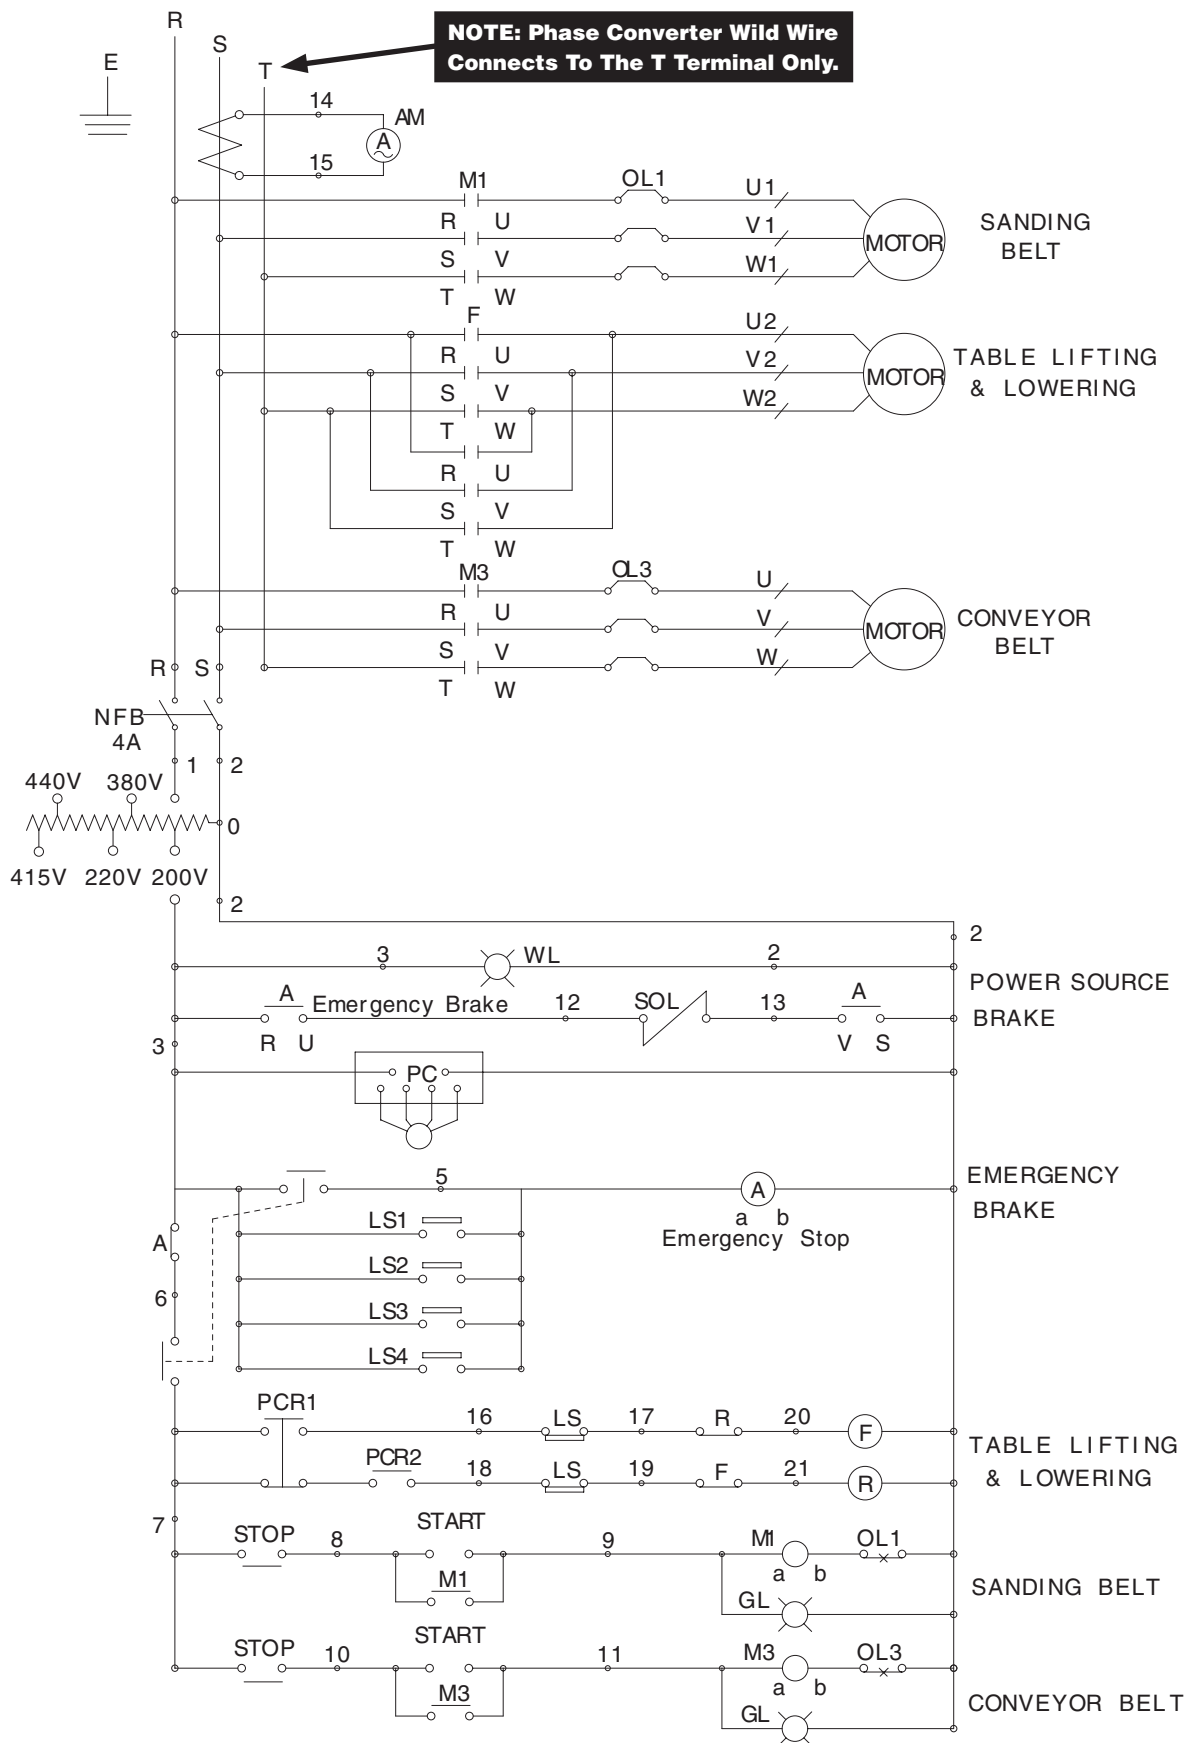 R
S
E
T
NOTE: Phase Converter Wild Wire
Connects To The T Terminal Only.
14
AM
A
15
M1
OL1
U1
R U
V1
S V
W1
T W
MOTOR
SANDING
BELT
F
U2
R U
V2
S V
W2
T W
MOTOR
TABLE LIFTING
& LOWERING
R U
S V
T W
M3
OL3
U
R U
V
S V
W
T W
MOTOR
CONVEYOR
BELT
R S
NFB
4A
1 2
440V 380V
0
415V 220V 200V
2
2
3 WL 2
POWER SOURCE
A Emergency Brake 12 SOL 13 A
R U V S
BRAKE
3
PC
5
A
a b
Emergency Stop
EMERGENCY
BRAKE
LS1
A
LS2
6
LS3
LS4
PCR1 16 LS 17 R 20 F
PCR2 18 LS 19 F 21 R
TABLE LIFTING
& LOWERING
7
STOP 8 START 9 M1 OL1
M1 a b
GL
SANDING BELT
STOP 10 START 11 M3 OL3
M3 a b
GL
CONVEYOR BELT